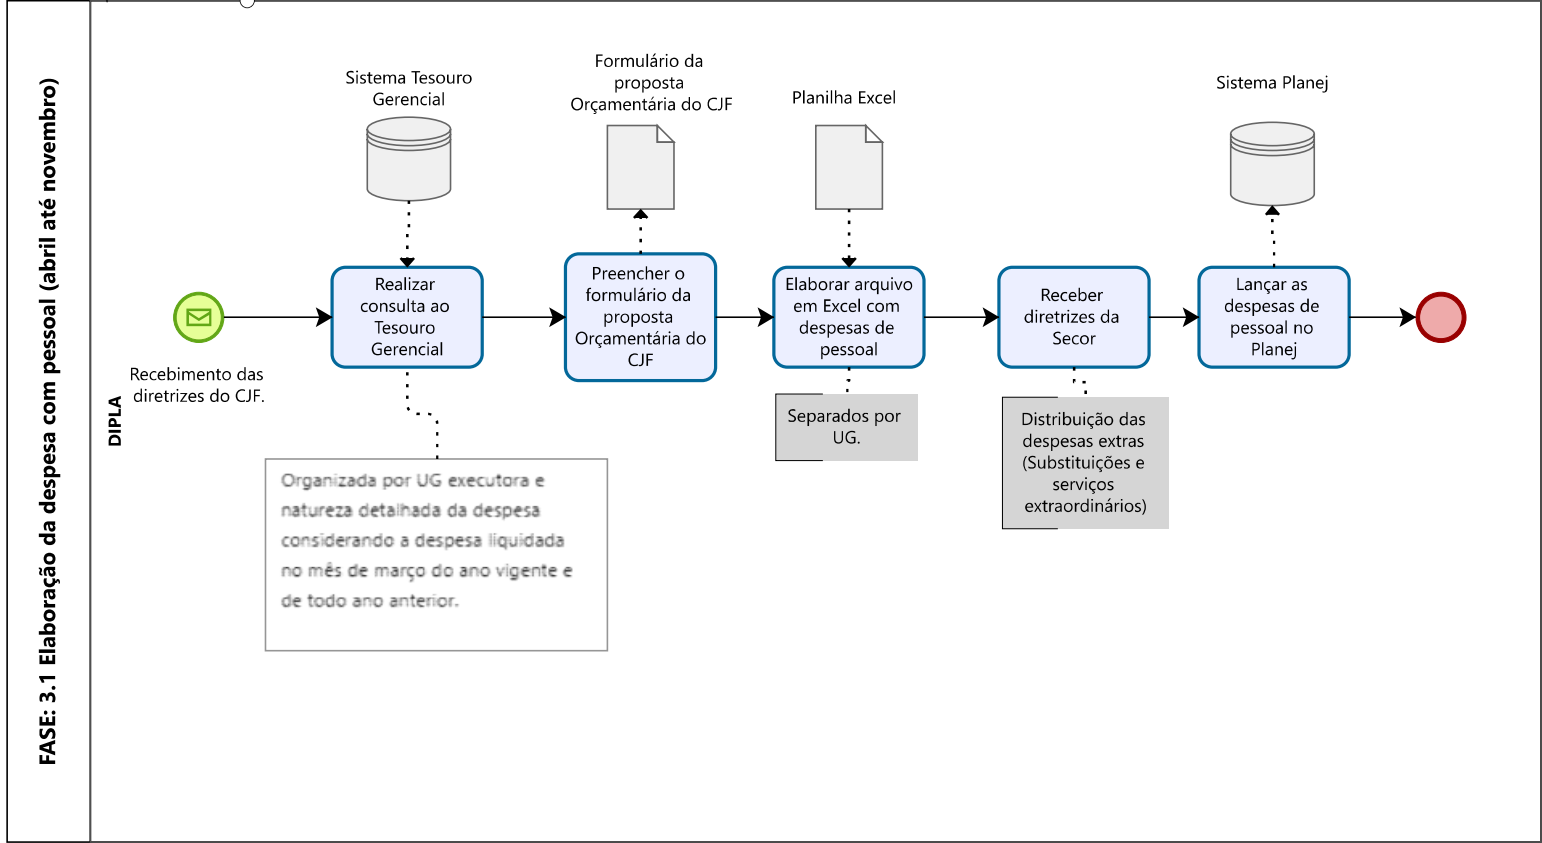 FASE: 3.1 Elaboração da despesa com pessoal (abril até novembro)
DIPLA
Recebimento das
diretrizes do CJF.
Sistema Tesouro
Gerencial
Realizar
consulta ao
Tesouro
Gerencial
Organizada por UG executora e
natureza detalhada da despesa
considerando a despesa liquidada
no mês de março do ano vigente e
de todo ano anterior.
Formulário da
proposta
Orçamentária do CJF
Preencher o
formulário da
proposta
Orçamentária do
CJF
Planilha Excel
Elaborar arquivo
em Excel com
despesas de
pessoal
Separados por
UG.
Receber
diretrizes da
Secor
Distribuição das
despesas extras
(Substituições e
serviços
extraordinários)
Sistema Planej
Lançar as
despesas de
pessoal no
Planej